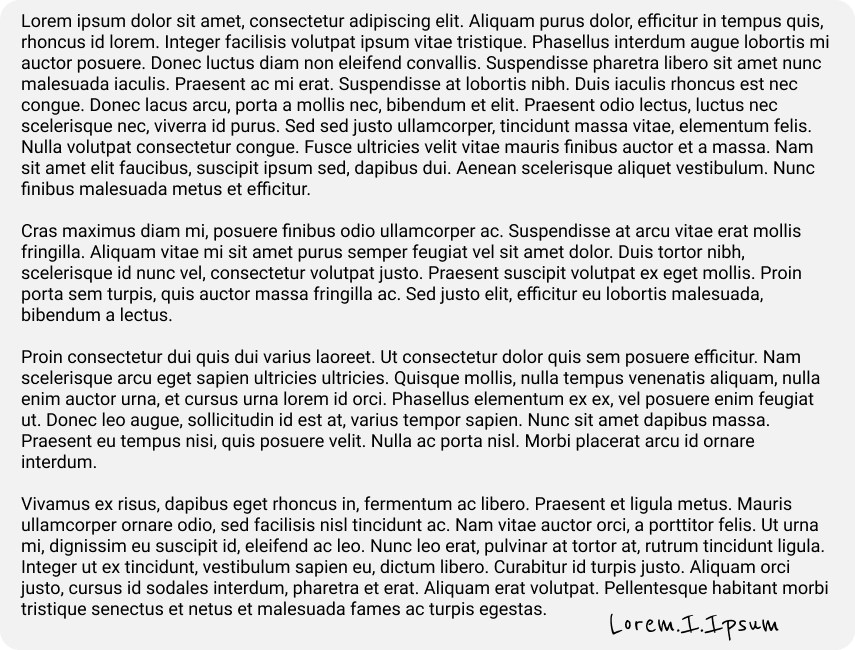 Lorem ipsum dolor sit amet, consectetur adipiscing elit. Aliquam purus dolor, efficitur in tempus quis,
rhoncus id lorem. Integer facilisis volutpat ipsum vitae tristique. Phasellus interdum augue lobortis mi
auctor posuere. Donec luctus diam non eleifend convallis. Suspendisse pharetra libero sit amet nunc
malesuada iaculis. Praesent ac mi erat. Suspendisse at lobortis nibh. Duis iaculis rhoncus est nec
congue. Donec lacus arcu, porta a mollis nec, bibendum et elit. Praesent odio lectus, luctus nec
scelerisque nec, viverra id purus. Sed sed justo ullamcorper, tincidunt massa vitae, elementum felis.
Nulla volutpat consectetur congue. Fusce ultricies velit vitae mauris finibus auctor et a massa. Nam
sit amet elit faucibus, suscipit ipsum sed, dapibus dui. Aenean scelerisque aliquet vestibulum. Nunc
finibus malesuada metus et efficitur.

Cras maximus diam mi, posuere finibus odio ullamcorper ac. Suspendisse at arcu vitae erat mollis
fringilla. Aliquam vitae mi sit amet purus semper feugiat vel sit amet dolor. Duis tortor nibh,
scelerisque id nunc vel, consectetur volutpat justo. Praesent suscipit volutpat ex eget mollis. Proin
porta sem turpis, quis auctor massa fringilla ac. Sed justo elit, efficitur eu lobortis malesuada,
bibendum a lectus.

Proin consectetur dui quis dui varius laoreet. Ut consectetur dolor quis sem posuere efficitur. Nam
scelerisque arcu eget sapien ultricies ultricies. Quisque mollis, nulla tempus venenatis aliquam, nulla
enim auctor urna, et cursus urna lorem id orci. Phasellus elementum ex ex, vel posuere enim feugiat
ut. Donec leo augue, sollicitudin id est at, varius tempor sapien. Nunc sit amet dapibus massa.
Praesent eu tempus nisi, quis posuere velit. Nulla ac porta nisl. Morbi placerat arcu id ornare
interdum.

Vivamus ex risus, dapibus eget rhoncus in, fermentum ac libero. Praesent et ligula metus. Mauris
ullamcorper ornare odio, sed facilisis nisl tincidunt ac. Nam vitae auctor orci, a porttitor felis. Ut urna
mi, dignissim eu suscipit id, eleifend ac leo. Nunc leo erat, pulvinar at tortor at, rutrum tincidunt ligula.
Integer ut ex tincidunt, vestibulum sapien eu, dictum libero. Curabitur id turpis justo. Aliquam orci
justo, cursus id sodales interdum, pharetra et erat. Aliquam erat volutpat. Pellentesque habitant morbi
tristique senectus et netus et malesuada fames ac turpis egestas.
Lorem.I.Ipsum